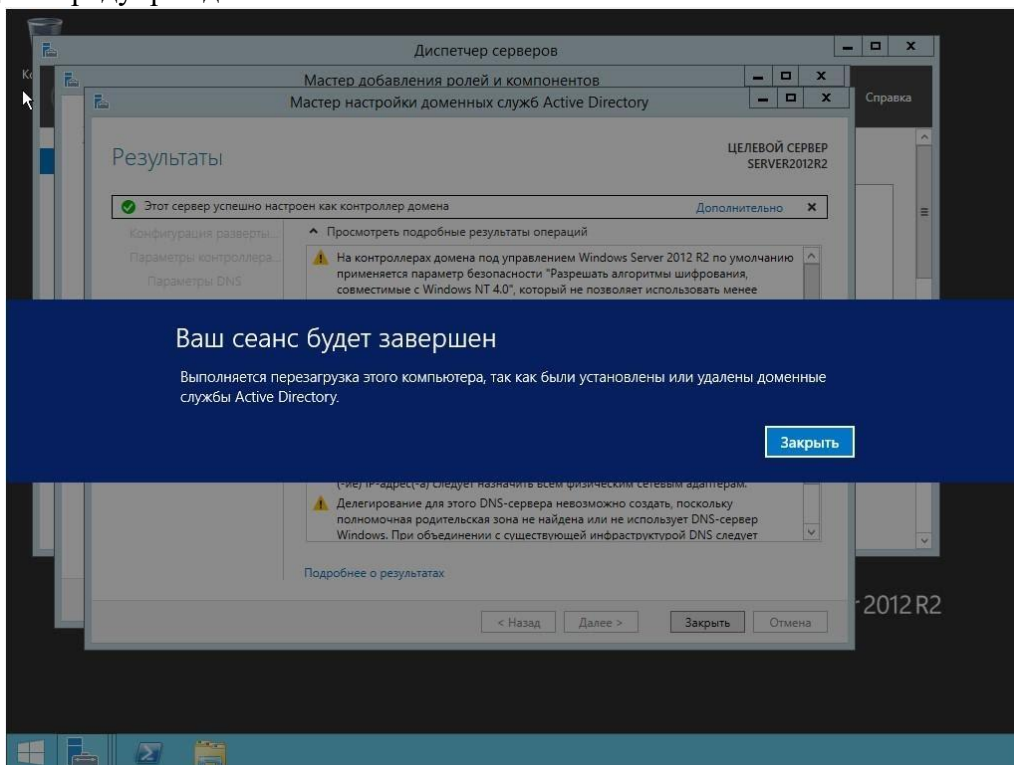 Диспетчер серверов
Мастер добавления ролей и компонентов
Мастер настройки доменных служб Active Directory
Справка
Результаты
ЦЕЛЕВОЙ СЕРВЕР
SERVER2012R2
Этот сервер успешно настроен как контроллер домена
Дополнительно
Конфигурация разверты...
Параметры контроллера...
Параметры DNS
Просмотреть подробные результаты операций
На контроллерах домена под управлением Windows Server 2012 R2 по умолчанию
применяется параметр безопасности "Разрешать алгоритмы шифрования,
совместимые с Windows NT 4.0", который не позволяет использовать менее
Ваш сеанс будет завершен
Выполняется перезагрузка этого компьютера, так как были установлены или удалены доменные
службы Active Directory.
Закрыть
(-ие) IP-адрес(-а) следует назначить всем физическим сетевым адаптерам.
Делегирование для этого DNS-сервера невозможно создать, поскольку
полномочная родительская зона не найдена или не использует DNS-сервер
Windows. При объединении с существующей инфраструктурой DNS следует
Подробнее о результатах
2012 R2
< Назад
Далее >
Закрыть
Отмена